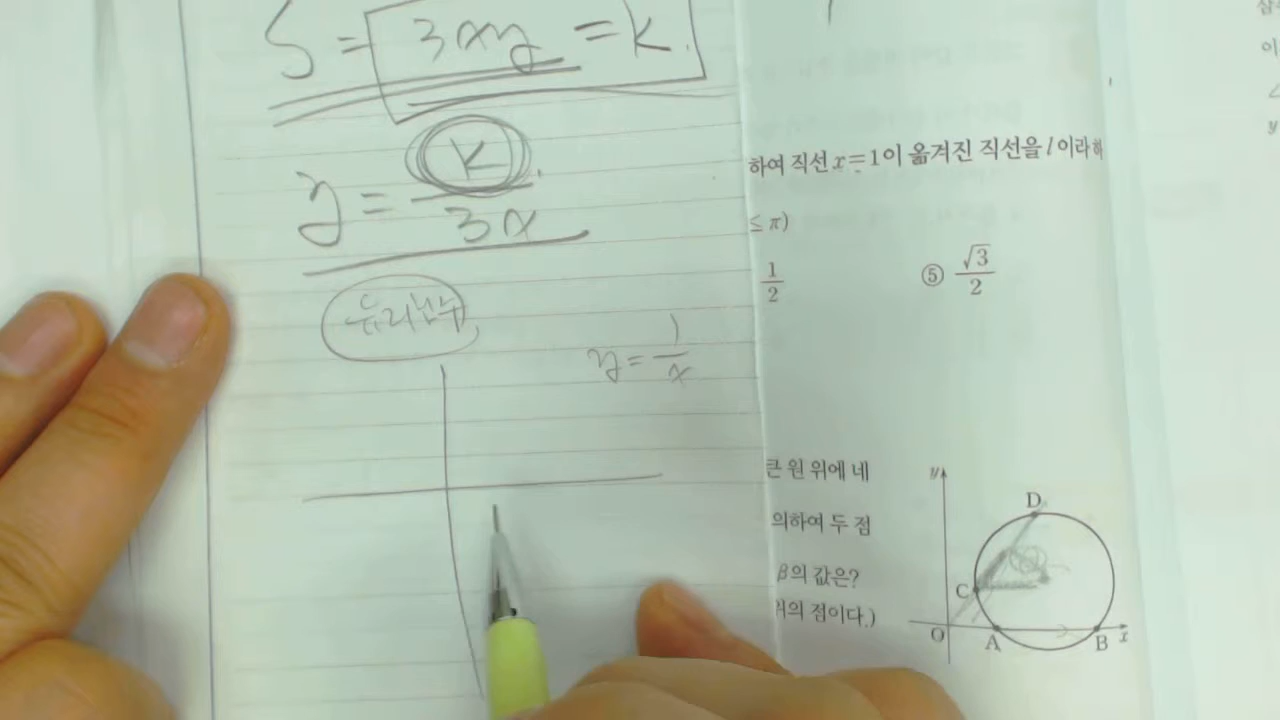 S = 3xy = k.
y = k / 3x
유리함수
y = 1/x
하여 직선 x = 1이 옮겨진 직선을 l 이라 하
≤ π)
1/2
⑤ √3/2
큰 원 위에 네
의하여 두 점
β의 값은?
의 점이다.)
y
D
C
O
A
B
x